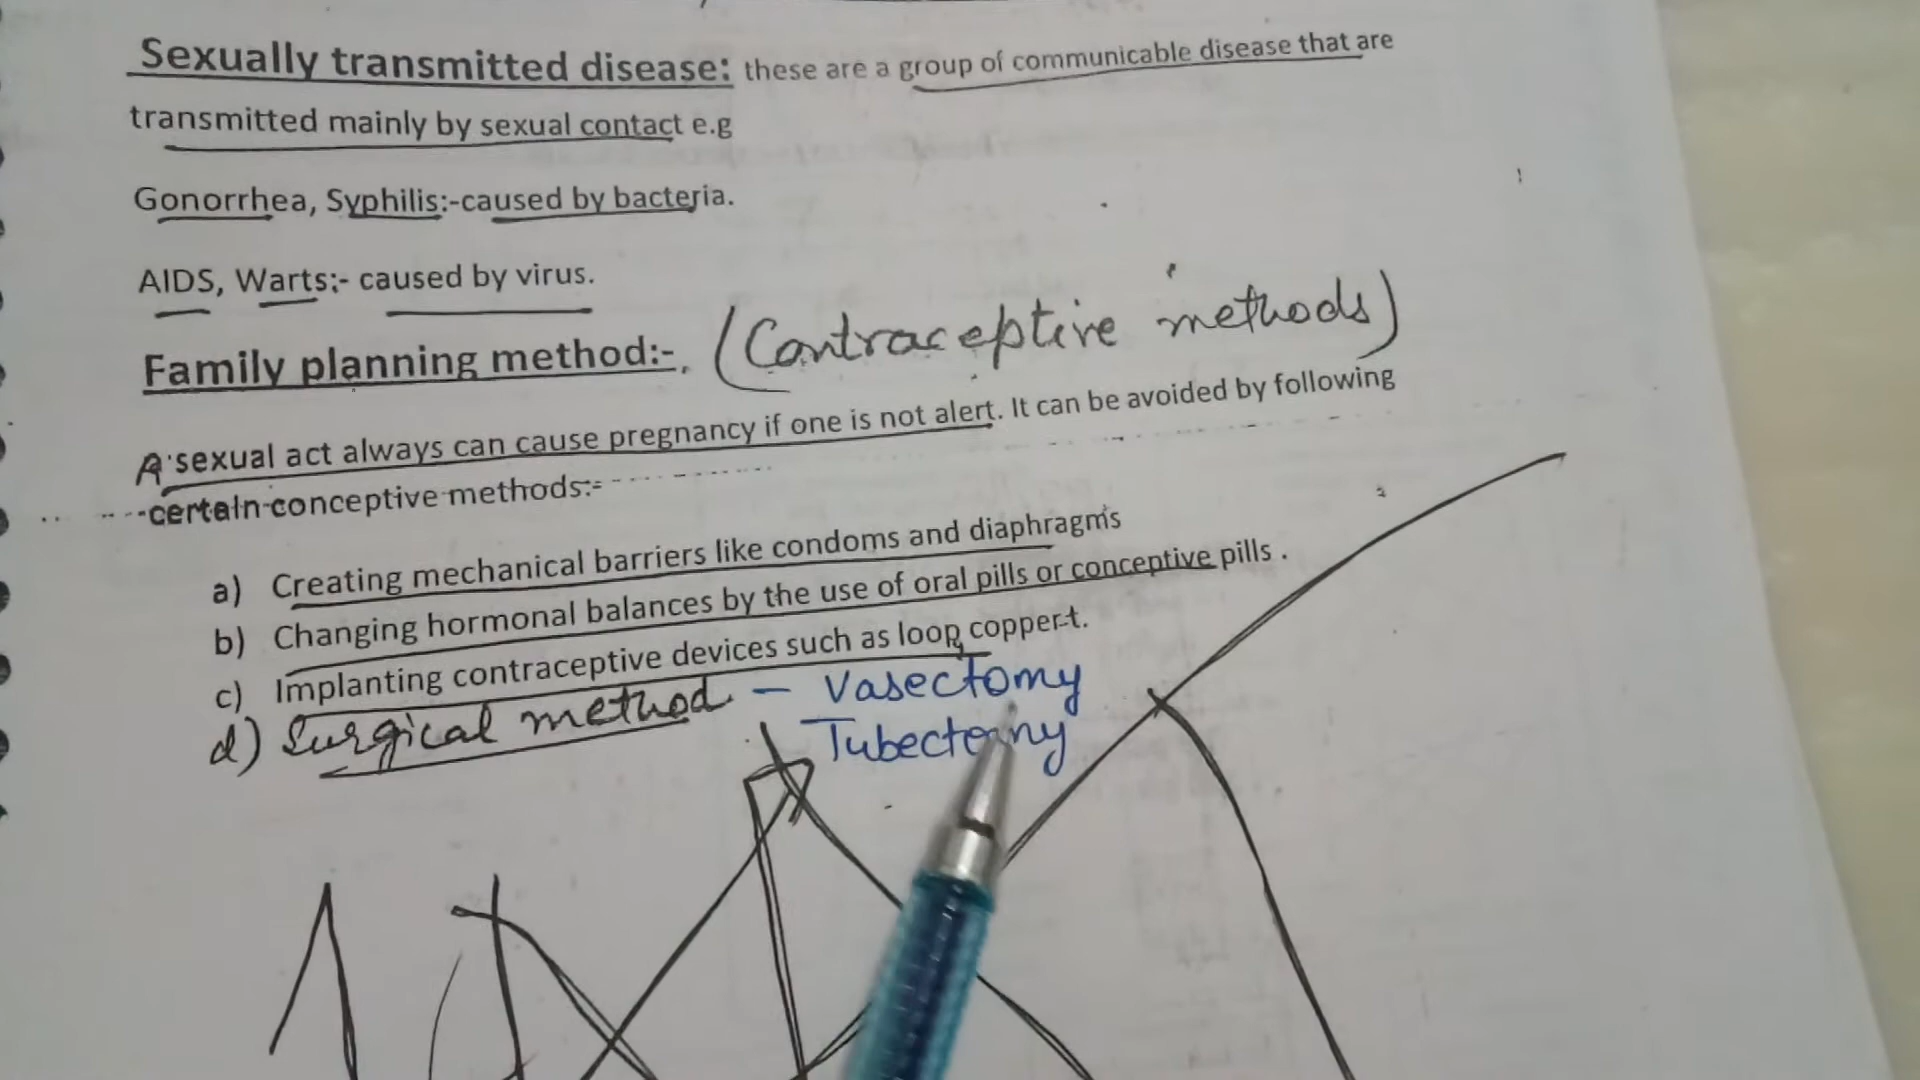 Sexually transmitted disease: these are a group of communicable disease that are
transmitted mainly by sexual contact e.g
Gonorrhea, Syphilis:-caused by bacteria.
AIDS, Warts:- caused by virus.
Family planning method:-. (Contraceptive methods)
A sexual act always can cause pregnancy if one is not alert. It can be avoided by following
certain conceptive methods:-
a) Creating mechanical barriers like condoms and diaphragms
b) Changing hormonal balances by the use of oral pills or conceptive pills .
c) Implanting contraceptive devices such as loop, copper-t.
d) Surgical method - Vasectomy
Tubectomy